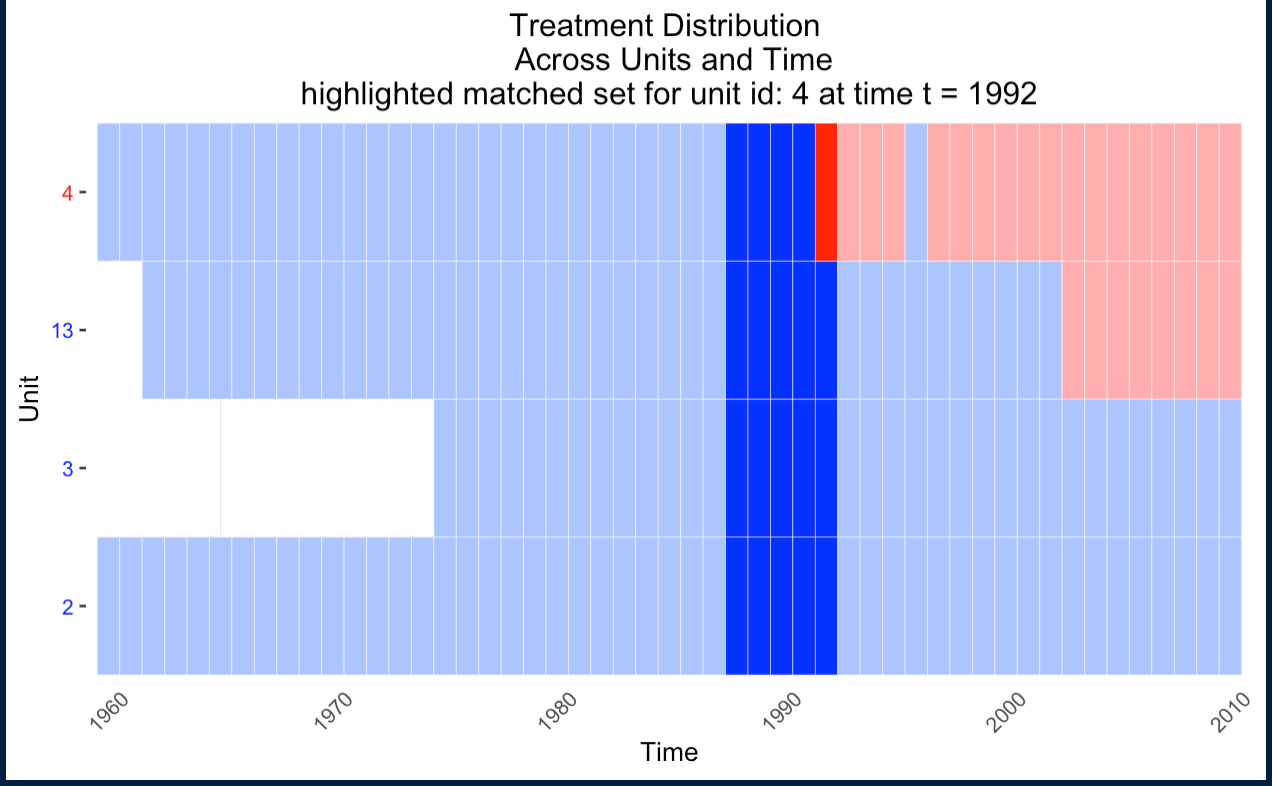 Treatment Distribution
Across Units and Time
highlighted matched set for unit id: 4 at time t = 1992
4
13
3
2
Unit
1960
1970
1980
1990
2000
2010
Time